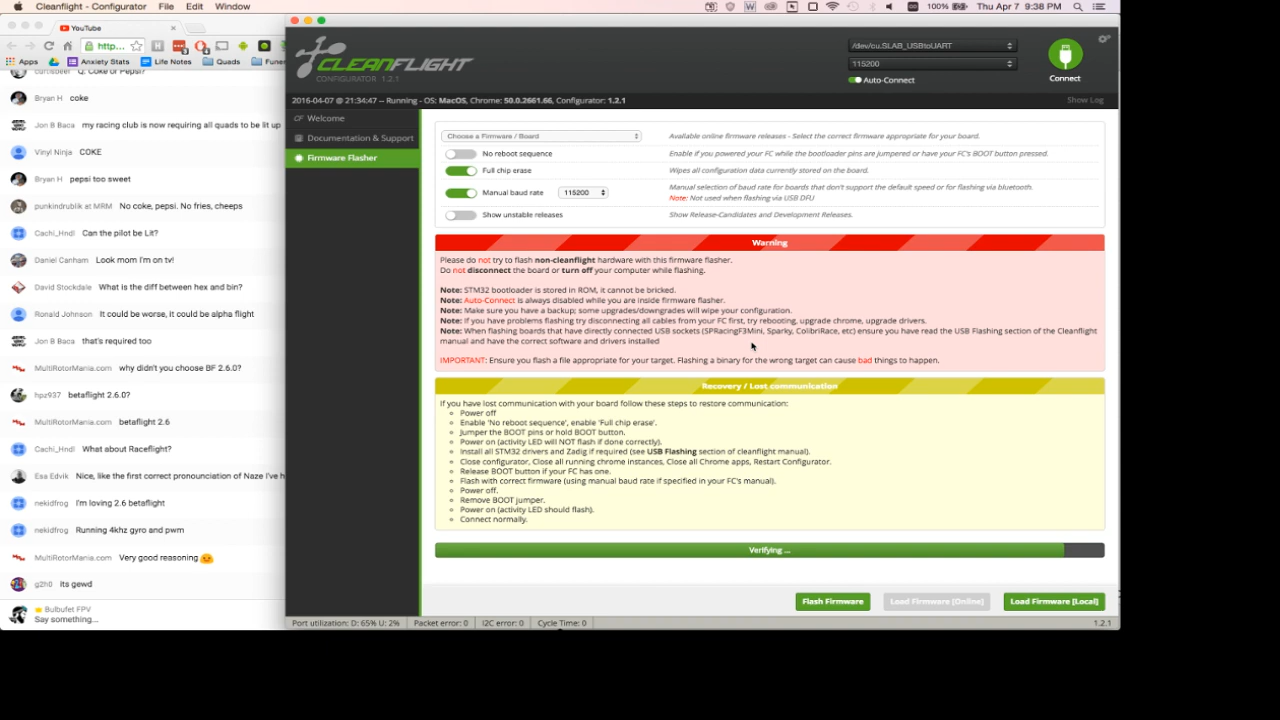 Cleanflight - Configurator File Edit Window
100% Thu Apr 7 9:38 PM
YouTube
http...
Apps Anxiety Stats Life Notes Quads Funer
Q: Coke or Pepsi?
Bryan H coke
Jon B Baca my racing club is now requiring all quads to be lit up
Vinyl Ninja COKE
Bryan H pepsi too sweet
punkindrublik at MRM No coke, pepsi. No fries, cheeps
Cachi_Hndl Can the pilot be Lit?
Daniel Canham Look mom I'm on tv!
David Stockdale What is the diff between hex and bin?
Ronald Johnson It could be worse, it could be alpha flight
Jon B Baca that's required too
MultiRotorMania.com why didn't you choose BF 2.6.0?
hpz937 betaflight 2.6.0?
MultiRotorMania.com betaflight 2.6
Cachi_Hndl What about Raceflight?
Esa Edvik Nice, like the first correct pronounciation of Naze I've h
nekidfrog I'm loving 2.6 betaflight
nekidfrog Running 4khz gyro and pwm
MultiRotorMania.com Very good reasoning
g2h0 Its gewd
Bulbufet FPV
Say something...
CLEANFLIGHT
CONFIGURATOR 1.2.1
/dev/cu.SLAB_USBtoUART
115200
Auto-Connect
Connect
2016-04-07 @ 21:34:47 -- Running - OS: MacOS, Chrome: 50.0.2661.66, Configurator: 1.2.1
Show Log
Welcome
Documentation & Support
Firmware Flasher
Choose a Firmware / Board Available online firmware releases - Select the correct firmware appropriate for your board.
No reboot sequence Enable if you powered your FC while the bootloader pins are jumpered or have your FC's BOOT button pressed.
Full chip erase Wipes all configuration data currently stored on the board.
Manual baud rate 115200 Manual selection of baud rate for boards that don't support the default speed or for flashing via bluetooth.
Note: Not used when flashing via USB DFU
Show unstable releases Show Release-Candidates and Development Releases.
Warning
Please do not try to flash non-cleanflight hardware with this firmware flasher.
Do not disconnect the board or turn off your computer while flashing.
Note: STM32 bootloader is stored in ROM, it cannot be bricked.
Note: Auto-Connect is always disabled while you are inside firmware flasher.
Note: Make sure you have a backup; some upgrades/downgrades will wipe your configuration.
Note: If you have problems flashing try disconnecting all cables from your FC first, try rebooting, upgrade chrome, upgrade drivers.
Note: When flashing boards that have directly connected USB sockets (SPRacingF3Mini, Sparky, ColibriRace, etc) ensure you have read the USB Flashing section of the Cleanflight
manual and have the correct software and drivers installed
IMPORTANT: Ensure you flash a file appropriate for your target. Flashing a binary for the wrong target can cause bad things to happen.
Recovery / Lost communication
If you have lost communication with your board follow these steps to restore communication:
Power off
Enable 'No reboot sequence', enable 'Full chip erase'.
Jumper the BOOT pins or hold BOOT button.
Power on (activity LED will NOT flash if done correctly).
Install all STM32 drivers and Zadig if required (see USB Flashing section of cleanflight manual).
Close configurator, Close all running chrome instances, Close all Chrome apps, Restart Configurator.
Release BOOT button if your FC has one.
Flash with correct firmware (using manual baud rate if specified in your FC's manual).
Power off.
Remove BOOT jumper.
Power on (activity LED should flash).
Connect normally.
Verifying ...
Flash Firmware Load Firmware [Online] Load Firmware [Local]
Port utilization: D: 65% U: 2% Packet error: 0 I2C error: 0 Cycle Time: 0 1.2.1